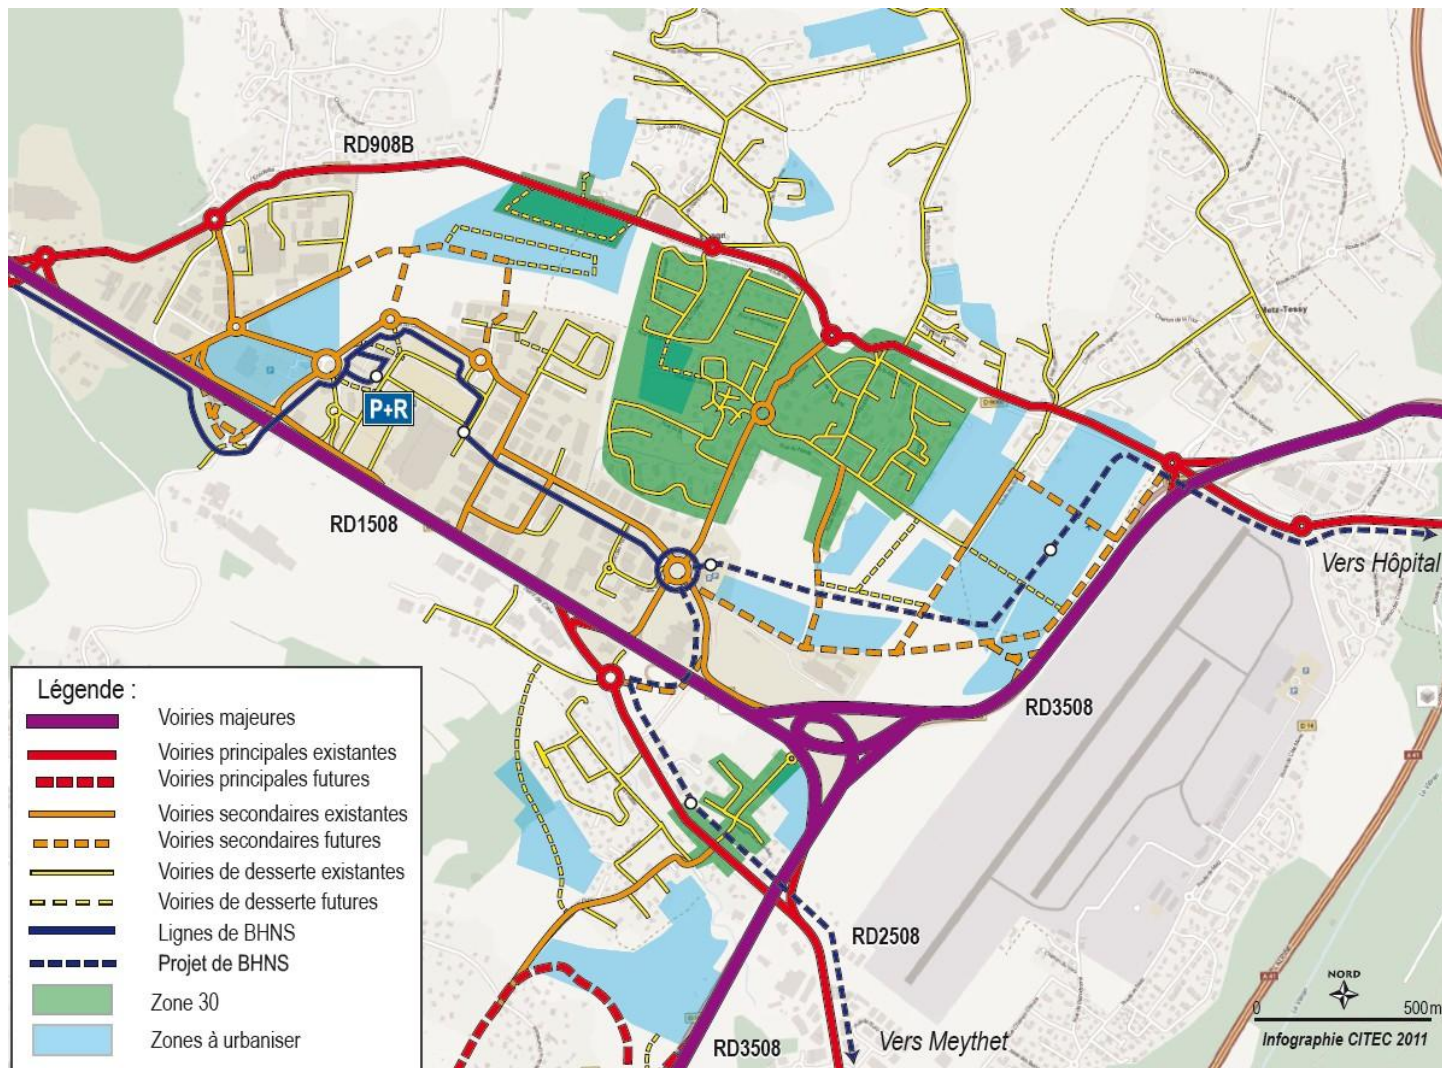 RD908B
Metz-Tessy
P+R
RD1508
Vers Hôpital
RD3508
Légende :
Voiries majeures
Voiries principales existantes
Voiries principales futures
Voiries secondaires existantes
Voiries secondaires futures
Voiries de desserte existantes
Voiries de desserte futures
Lignes de BHNS
Projet de BHNS
Zone 30
Zones à urbaniser
RD2508
RD3508
Vers Meythet
NORD
0 500m
Infographie CITEC 2011